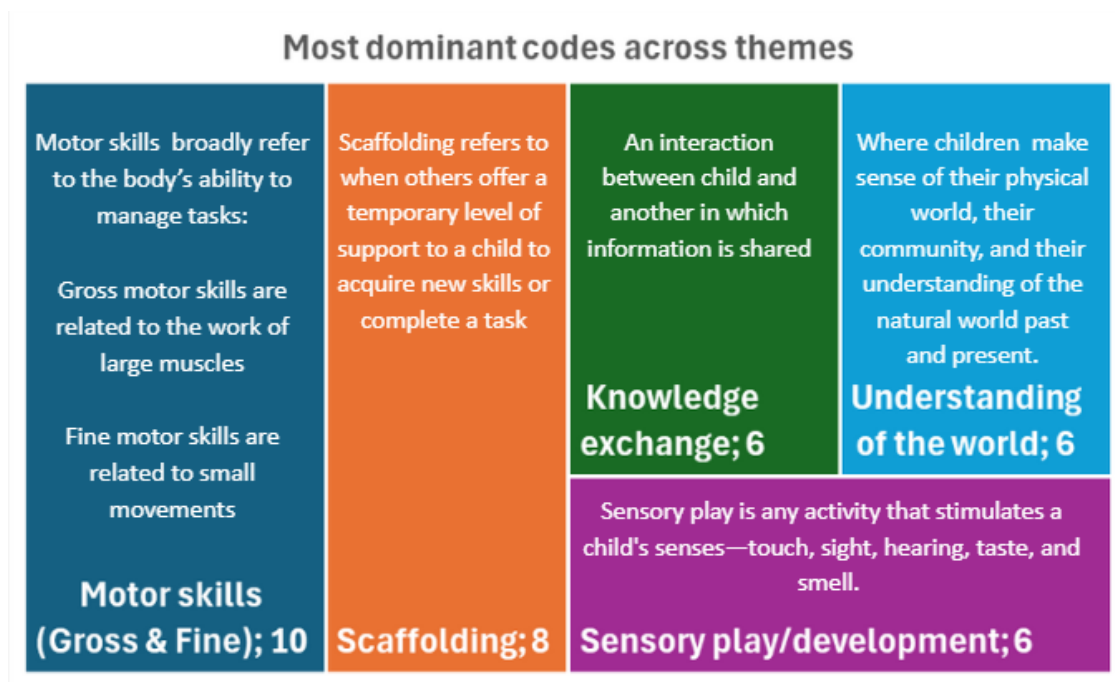 Most dominant codes across themes
Motor skills broadly refer
to the body's ability to
manage tasks:
Gross motor skills are
related to the work of
large muscles
Fine motor skills are
related to small
movements
Motor skills
(Gross & Fine); 10
Scaffolding refers to
when others offer a
temporary level of
support to a child to
acquire new skills or
complete a task
Scaffolding; 8
An interaction
between child and
another in which
information is shared
Knowledge
exchange; 6
Where children make
sense of their physical
world, their
community, and their
understanding of the
natural world past
and present.
Understanding
of the world; 6
Sensory play is any activity that stimulates a
child's senses—touch, sight, hearing, taste, and
smell.
Sensory play/development; 6